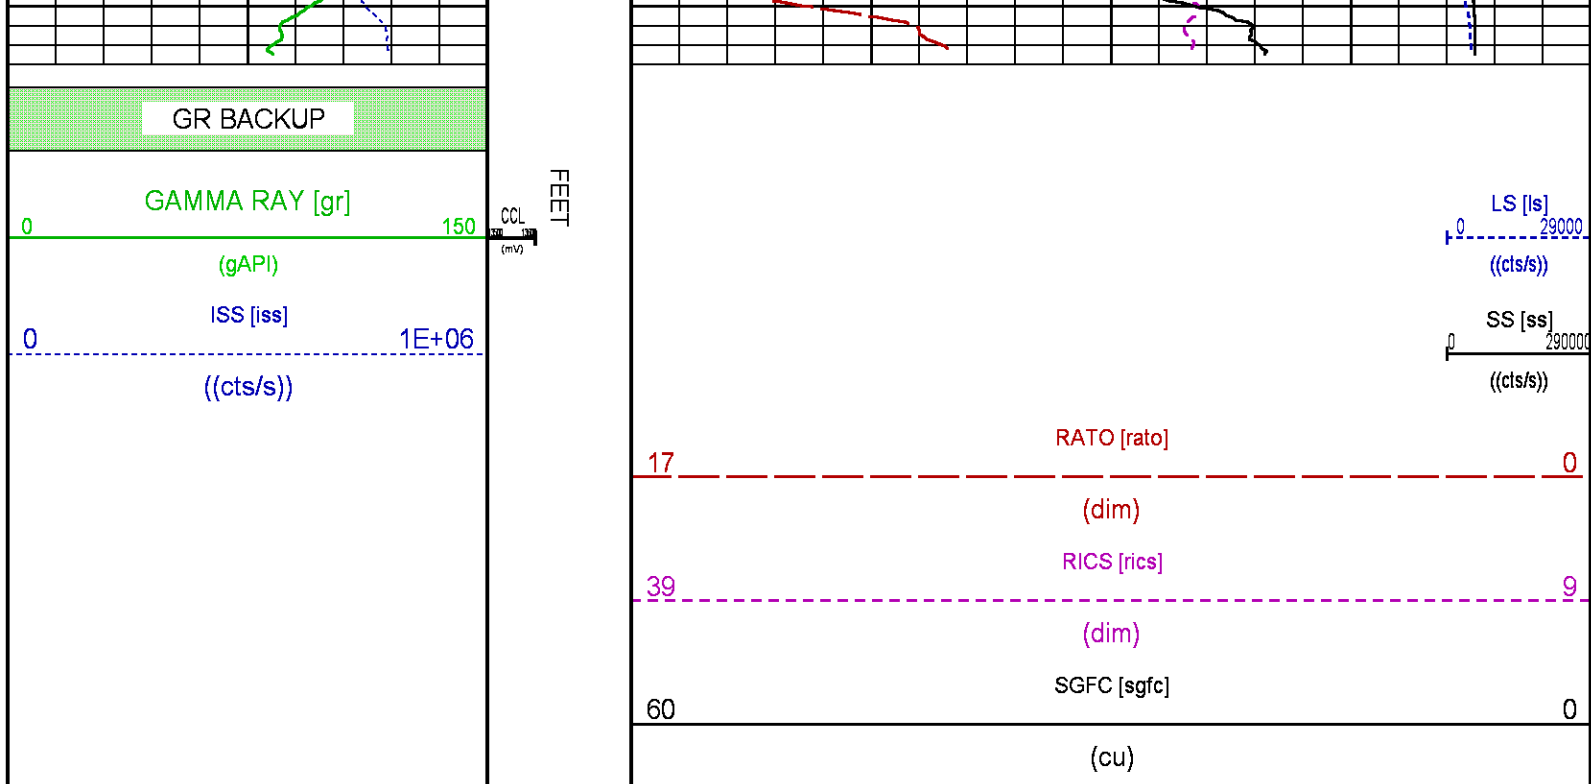 GR BACKUP
GAMMA RAY [gr]
0 150
(gAPI)
ISS [iss]
0 1E+06
((cts/s))
CCL
(mV)
FEET
LS [ls]
0 29000
((cts/s))
SS [ss]
0 290000
((cts/s))
RATO [rato]
17 0
(dim)
RICS [rics]
39 9
(dim)
SGFC [sgfc]
60 0
(cu)